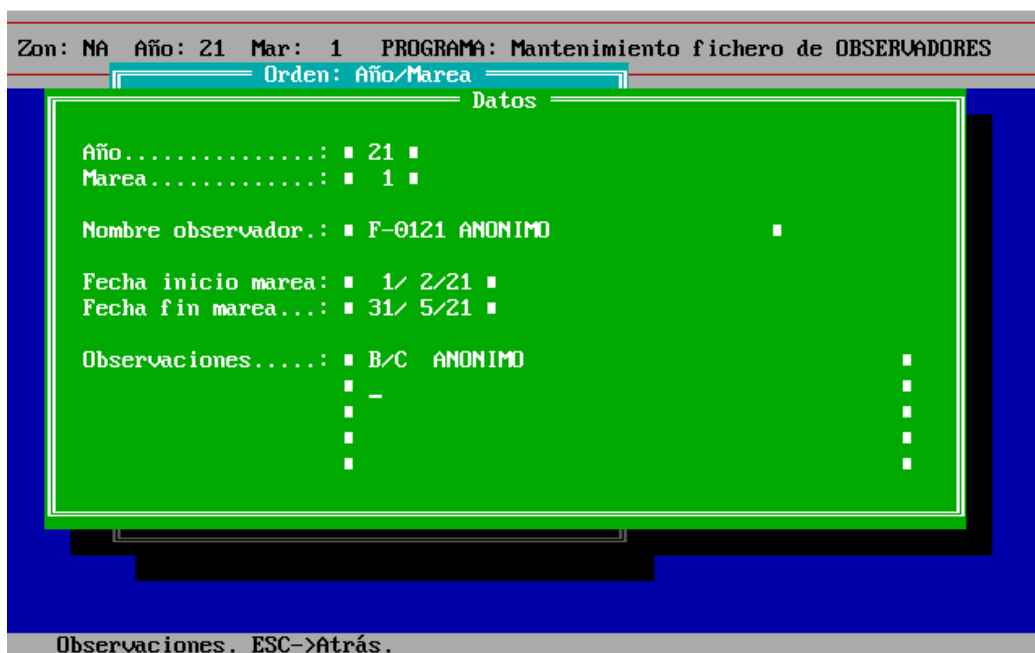 Zon: NA  Año: 21  Mar:  1   PROGRAMA: Mantenimiento fichero de OBSERVADORES
Orden: Año/Marea
Datos
Año...............: 21
Marea.............: 1
Nombre observador.: F-0121 ANONIMO
Fecha inicio marea: 1/ 2/21
Fecha fin marea...: 31/ 5/21
Observaciones.....: B/C  ANONIMO
Observaciones. ESC->Atrás.